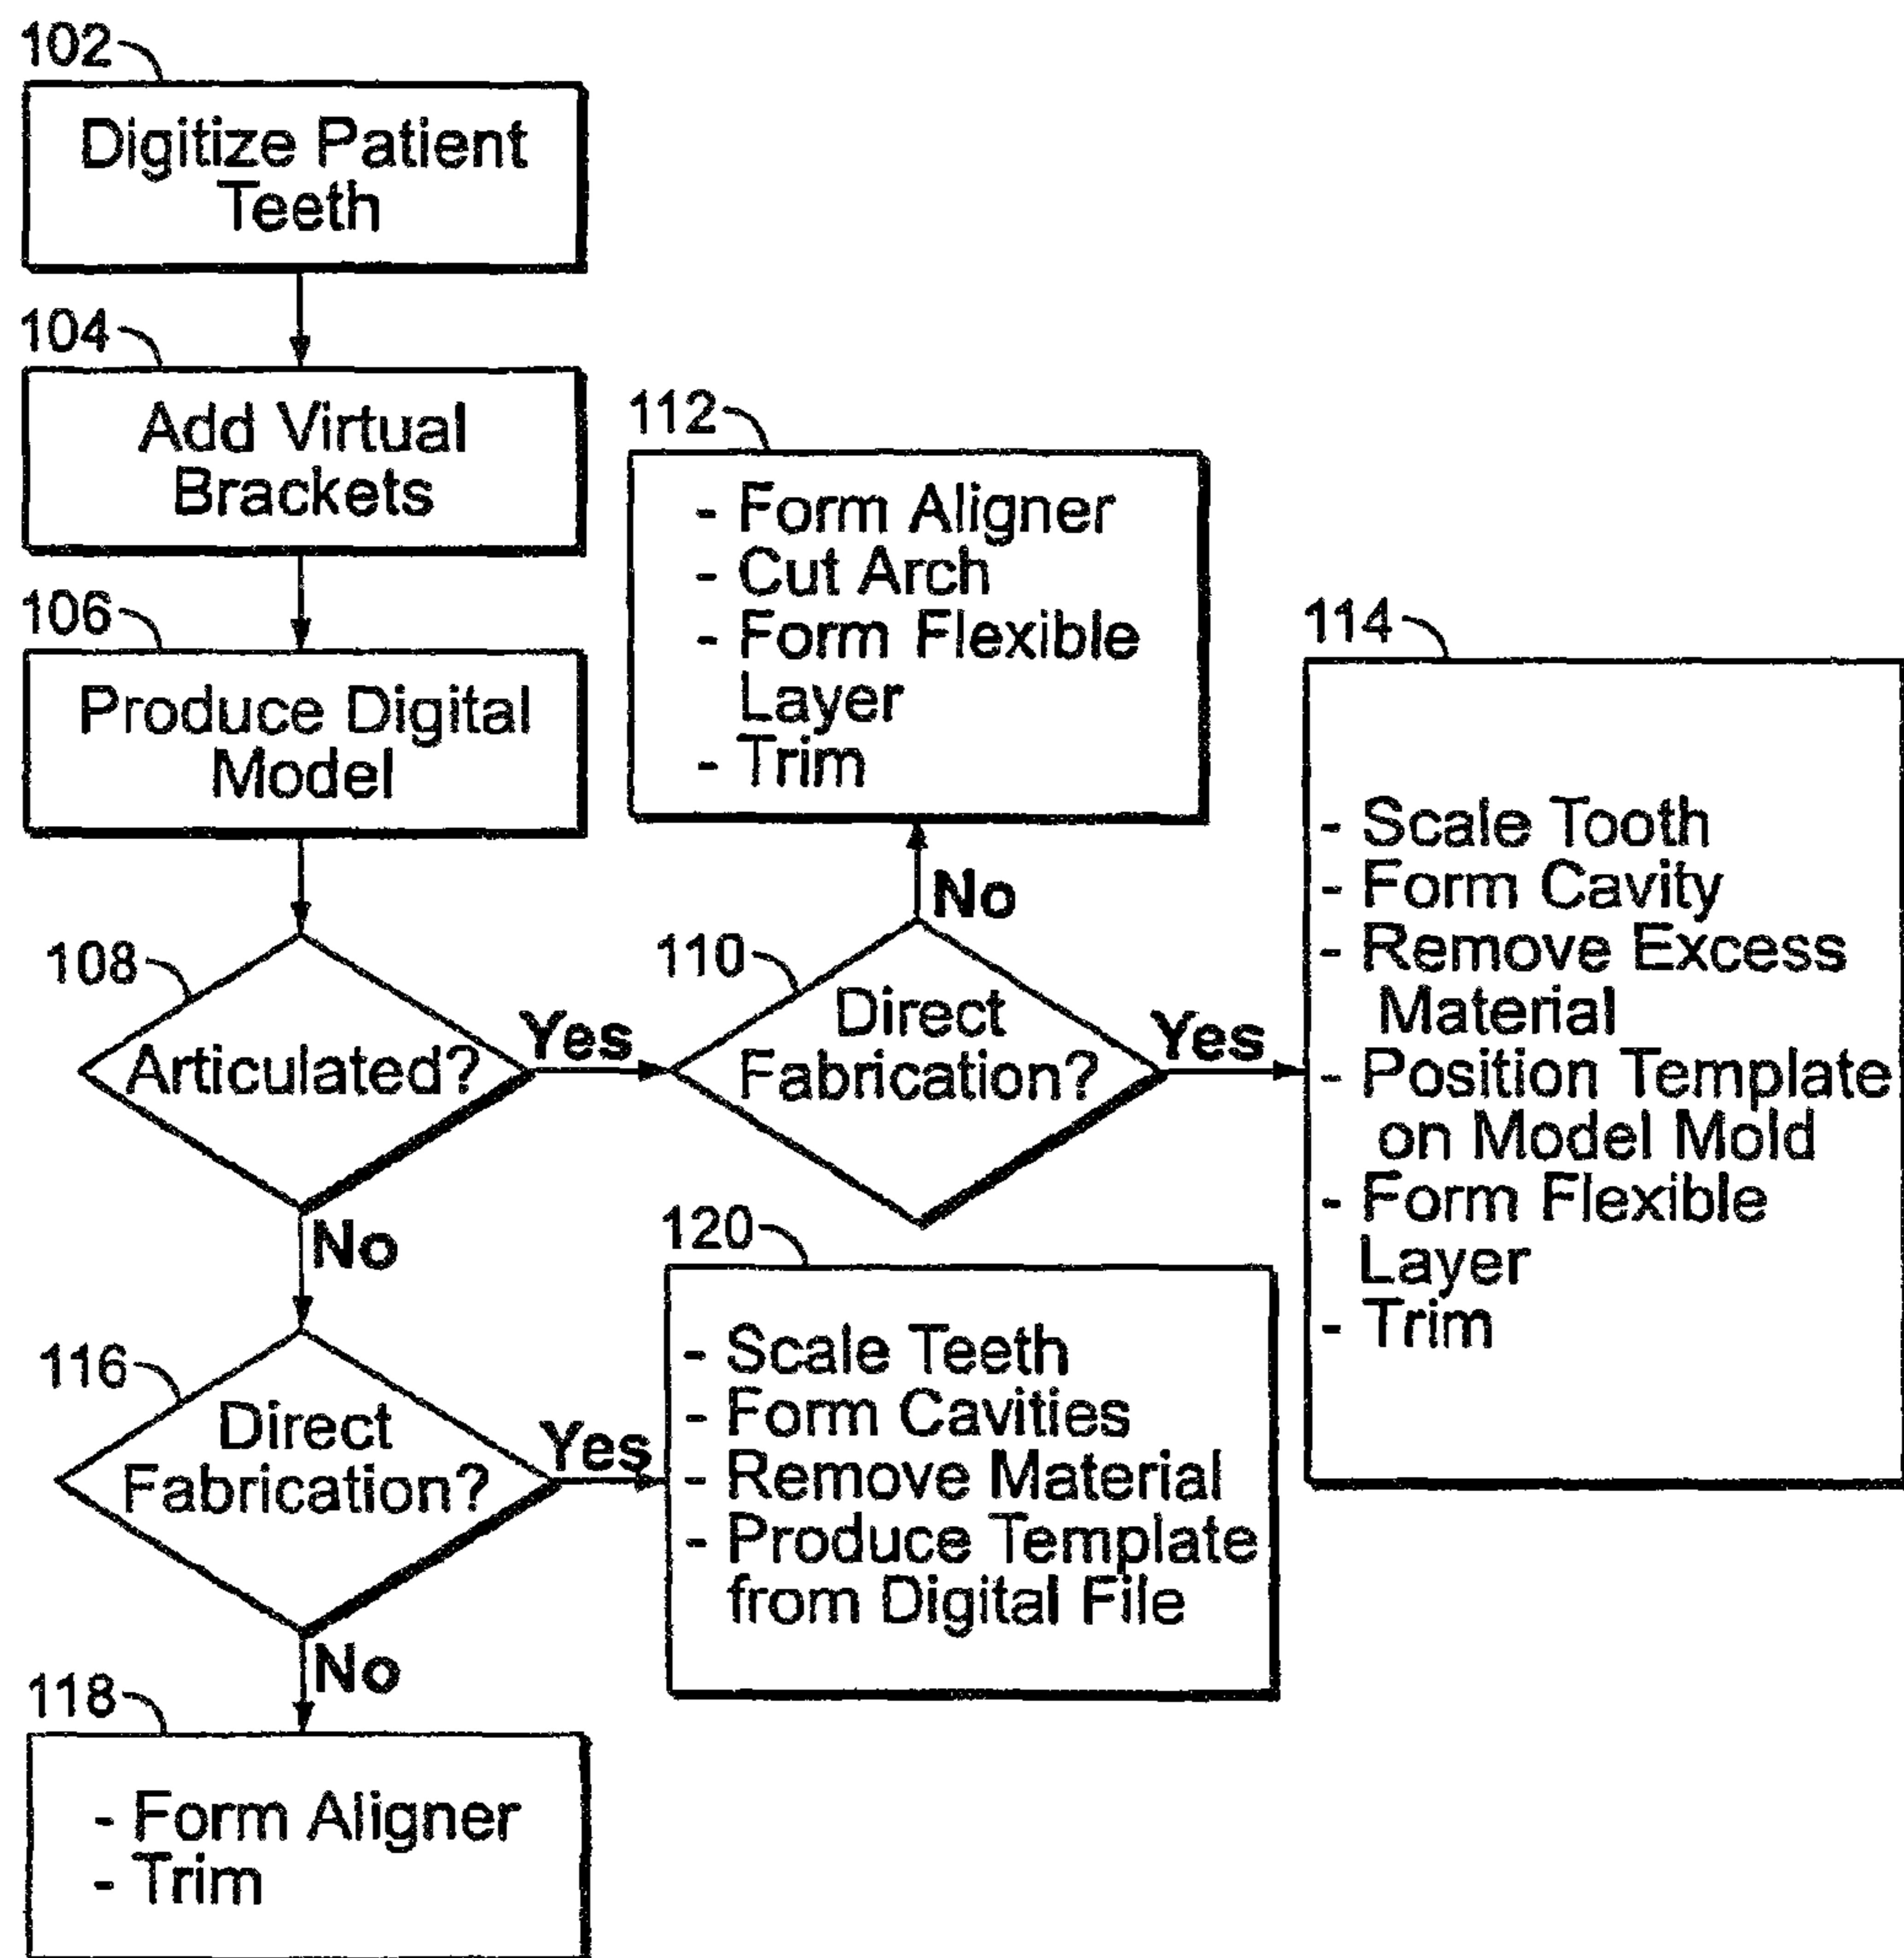 102
Digitize Patient
Teeth
104
Add Virtual
Brackets
106
Produce Digital
Model
108
Articulated?
Yes
No
110
Direct
Fabrication?
No
Yes
112
- Form Aligner
- Cut Arch
- Form Flexible
Layer
- Trim
114
- Scale Tooth
- Form Cavity
- Remove Excess
Material
- Position Template
on Model Mold
- Form Flexible
Layer
- Trim
116
Direct
Fabrication?
Yes
No
120
- Scale Teeth
- Form Cavities
- Remove Material
- Produce Template
from Digital File
118
- Form Aligner
- Trim